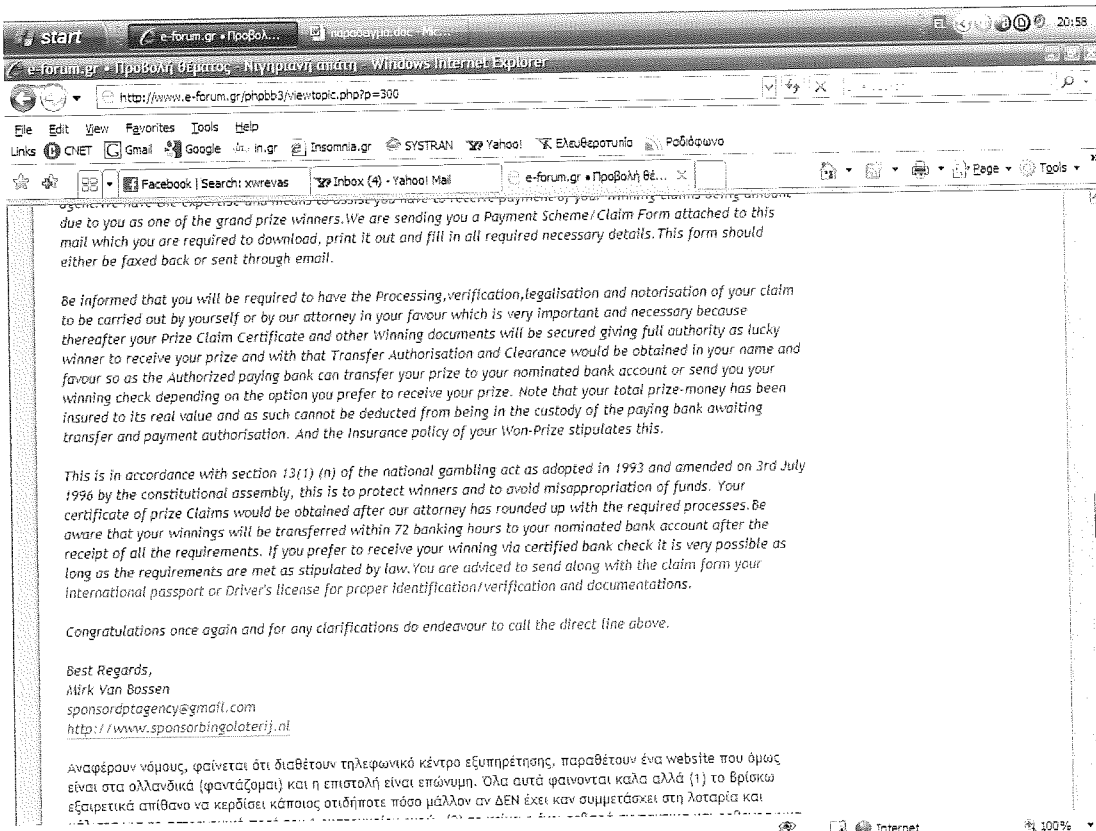 start
e-forum.gr • Προβολ...
παράδειγμα.doc - Mic...
20:58
e-forum.gr • Προβολή θέματος - Νιγηριανή απάτη - Windows Internet Explorer
http://www.e-forum.gr/phpbb3/viewtopic.php?p=300
File Edit View Favorites Tools Help
Links CNET Gmail Google in.gr Insomnia.gr SYSTRAN Yahoo! Ελευθεροτυπία Ραδιόφωνο
Facebook | Search: xwrevas
Inbox (4) - Yahoo! Mail
e-forum.gr • Προβολή θέ...
Page Tools
due to you as one of the grand prize winners.We are sending you a Payment Scheme/Claim Form attached to this
mail which you are required to download, print it out and fill in all required necessary details.This form should
either be faxed back or sent through email.
Be informed that you will be required to have the Processing,verification,legalisation and notorisation of your claim
to be carried out by yourself or by our attorney in your favour which is very important and necessary because
thereafter your Prize Claim Certificate and other Winning documents will be secured giving full authority as lucky
winner to receive your prize and with that Transfer Authorisation and Clearance would be obtained in your name and
favour so as the Authorized paying bank can transfer your prize to your nominated bank account or send you your
winning check depending on the option you prefer to receive your prize. Note that your total prize-money has been
insured to its real value and as such cannot be deducted from being in the custody of the paying bank awaiting
transfer and payment authorisation. And the Insurance policy of your Won-Prize stipulates this.
This is in accordance with section 13(1) (n) of the national gambling act as adopted in 1993 and amended on 3rd July
1996 by the constitutional assembly, this is to protect winners and to avoid misappropriation of funds. Your
certificate of prize Claims would be obtained after our attorney has rounded up with the required processes.Be
aware that your winnings will be transferred within 72 banking hours to your nominated bank account after the
receipt of all the requirements. If you prefer to receive your winning via certified bank check it is very possible as
long as the requirements are met as stipulated by law.You are adviced to send along with the claim form your
international passport or Driver's license for proper identification/verification and documentations.
Congratulations once again and for any clarifications do endeavour to call the direct line above.
Best Regards,
Mirk Van Bossen
sponsordptagency@gmail.com
http://www.sponsorbingoloterij.nl
Αναφέρουν νόμους, φαίνεται ότι διαθέτουν τηλεφωνικό κέντρο εξυπηρέτησης, παραθέτουν ένα website που όμως
είναι στα ολλανδικά (φαντάζομαι) και η επιστολή είναι επώνυμη. Όλα αυτά φαινονται καλα αλλά (1) το βρίσκω
εξαιρετικά απίθανο να κερδίσει κάποιος οτιδήποτε πόσο μάλλον αν ΔΕΝ έχει καν συμμετάσχει στη λοταρία και
Internet
100%